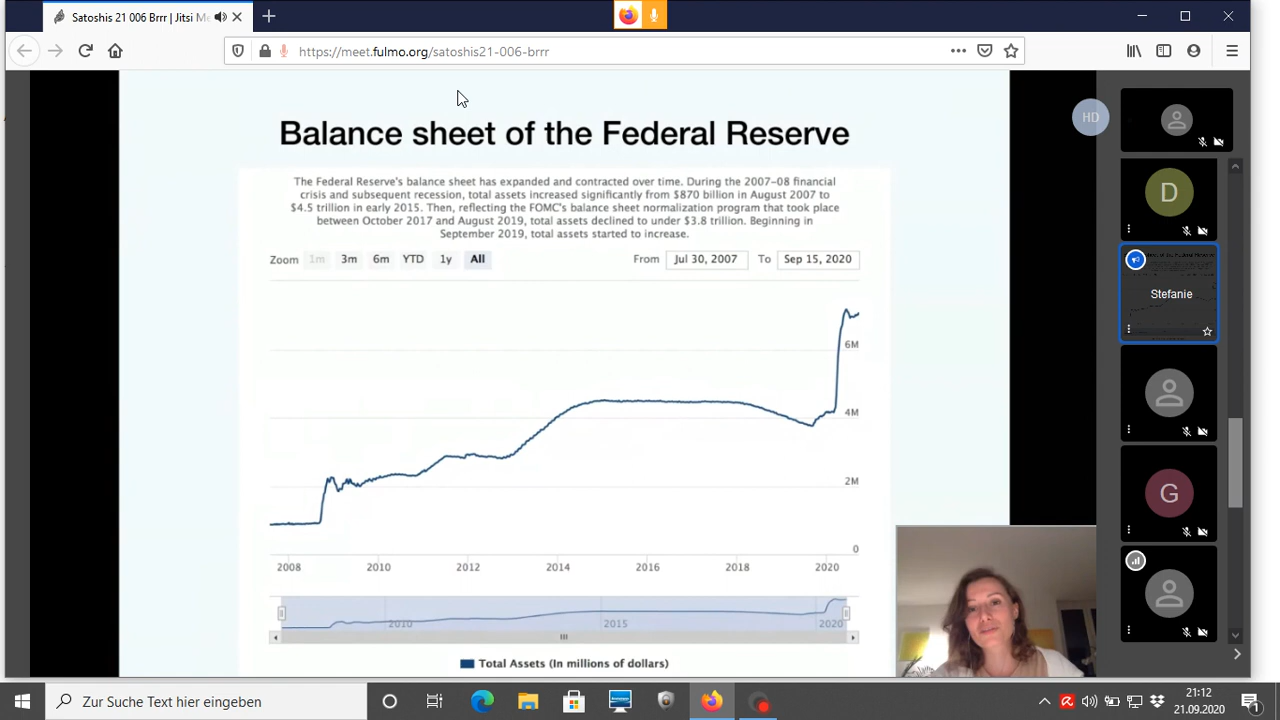 Satoshis 21 006 Brrr | Jitsi Me
https://meet.fulmo.org/satoshis21-006-brrr
Balance sheet of the Federal Reserve
The Federal Reserve's balance sheet has expanded and contracted over time. During the 2007-08 financial
crisis and subsequent recession, total assets increased significantly from $870 billion in August 2007 to
$4.5 trillion in early 2015. Then, reflecting the FOMC's balance sheet normalization program that took place
between October 2017 and August 2019, total assets declined to under $3.8 trillion. Beginning in
September 2019, total assets started to increase.
Zoom 1m 3m 6m YTD 1y All From Jul 30, 2007 To Sep 15, 2020
6M
4M
2M
0
2008 2010 2012 2014 2016 2018 2020
2010 2015 2020
Total Assets (In millions of dollars)
HD
D
Stefanie
G
Zur Suche Text hier eingeben
21:12
21.09.2020
1